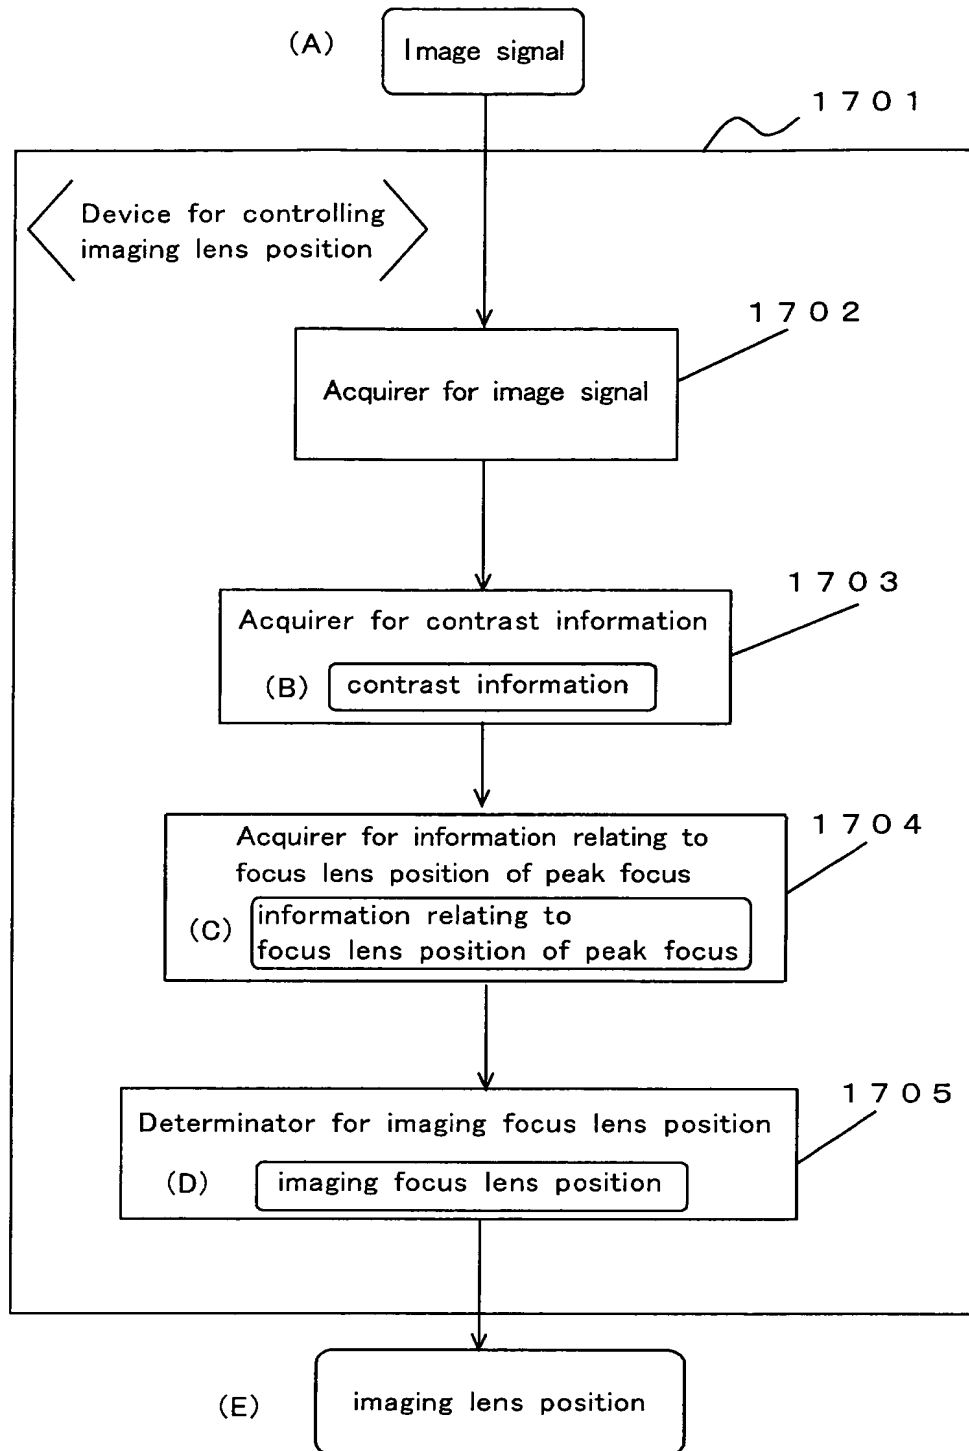 (A)
Image signal
1701
Device for controlling
imaging lens position
1702
Acquirer for image signal
1703
Acquirer for contrast information
(B)
contrast information
1704
Acquirer for information relating to
focus lens position of peak focus
(C)
information relating to
focus lens position of peak focus
1705
Determinator for imaging focus lens position
(D)
imaging focus lens position
(E)
imaging lens position